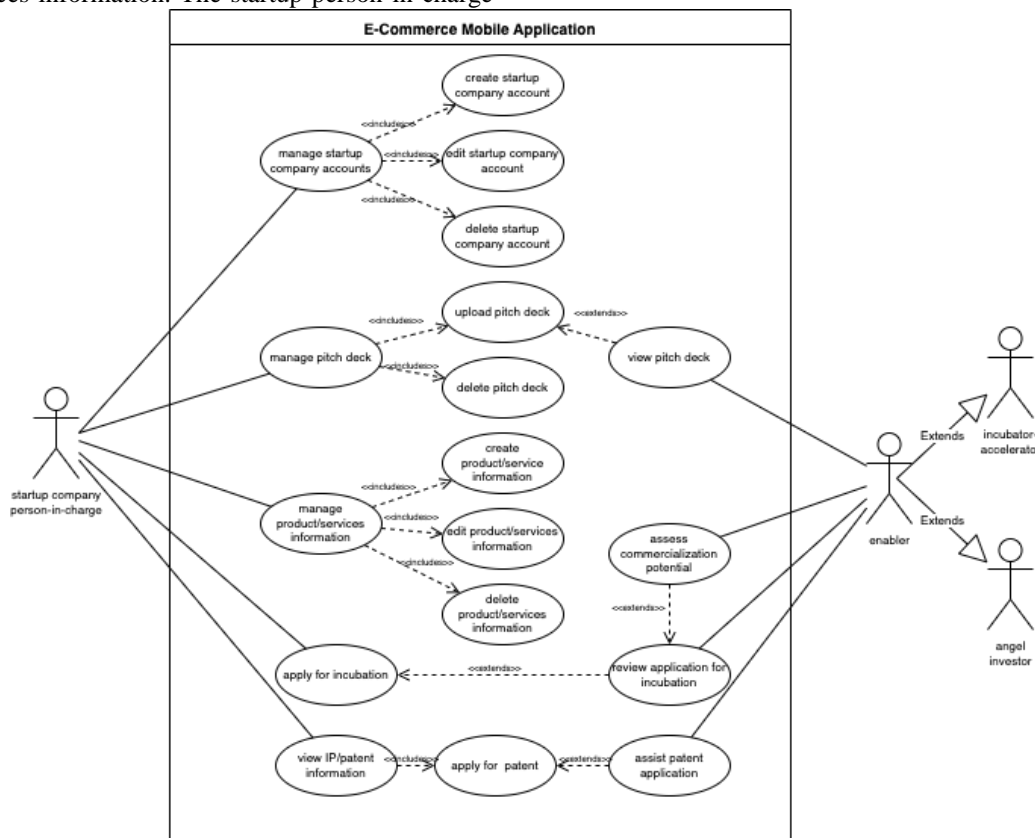 ces information. The startup person-in-charge
E-Commerce Mobile Application
create startup
company account
<<includes>>
manage startup
company accounts
<<includes>>
edit startup company
account
<<includes>>
delete startup
company account
upload pitch deck
<<includes>>
<<extends>>
manage pitch deck
view pitch deck
<<includes>>
delete pitch deck
startup company
person-in-charge
Extends
incubator-
accelerator
create
product/service
information
<<includes>>
manage
product/services
information
<<includes>>
edit product/services
information
<<includes>>
assess
commercialization
potential
enabler
Extends
delete
product/services
information
<<extends>>
angel
investor
apply for incubation
<<extends>>
review application for
incubation
view IP/patent
information
<<includes>>
apply for patent
<<extends>>
assist patent
application